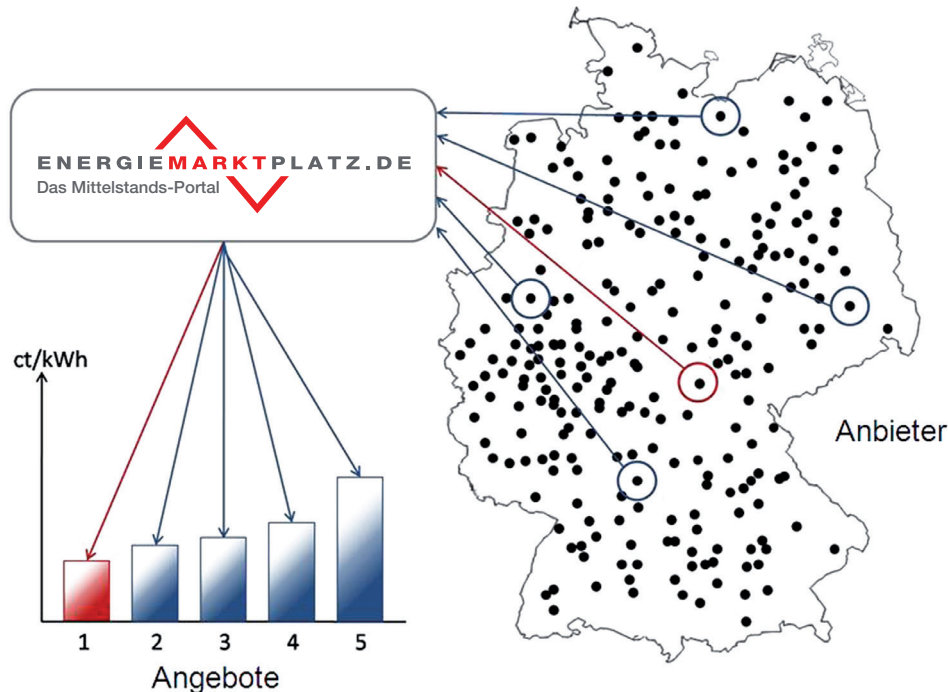 ENERGIEMARKTPLATZ.DE
Das Mittelstands-Portal
ct/kWh
Anbieter
1 2 3 4 5
Angebote